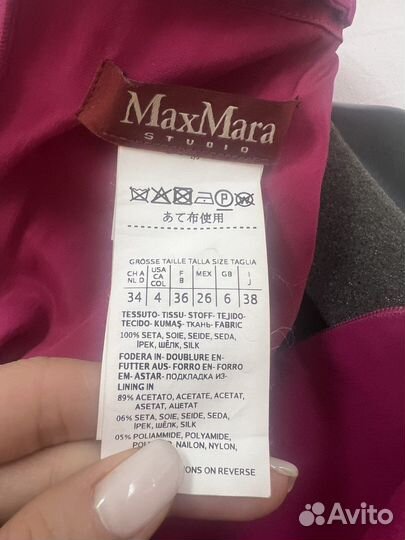 MaxMara
STUDIO
P
あて布使用
GRÖSSE TAILLE TALLA SIZE TAGLIA
CH A NL D USA CA COL F B MEX GB I J
34 4 36 26 6 38
TESSUTO- TISSU- STOFF- TEJIDO-
TECIDO- KUMAŞ- ТКАНЬ- FABRIC
100% SETA, SOIE, SEIDE, SEDA,
İPEK, ШЁЛК, SILK
FODERA IN- DOUBLURE EN-
FUTTER AUS- FORRO EN- FORRO
EM- ASTAR- ПОДКЛАДКА ИЗ-
LINING IN
89% ACETATO, ACETATE, ACETAT,
ASETAT, АЦЕТАТ
06% SETA, SOIE, SEIDE, SEDA,
İPEK, ШЁЛК, SILK
05% POLIAMMIDE, POLYAMIDE,
NAILON, NYLON,
ONS ON REVERSE
Avito